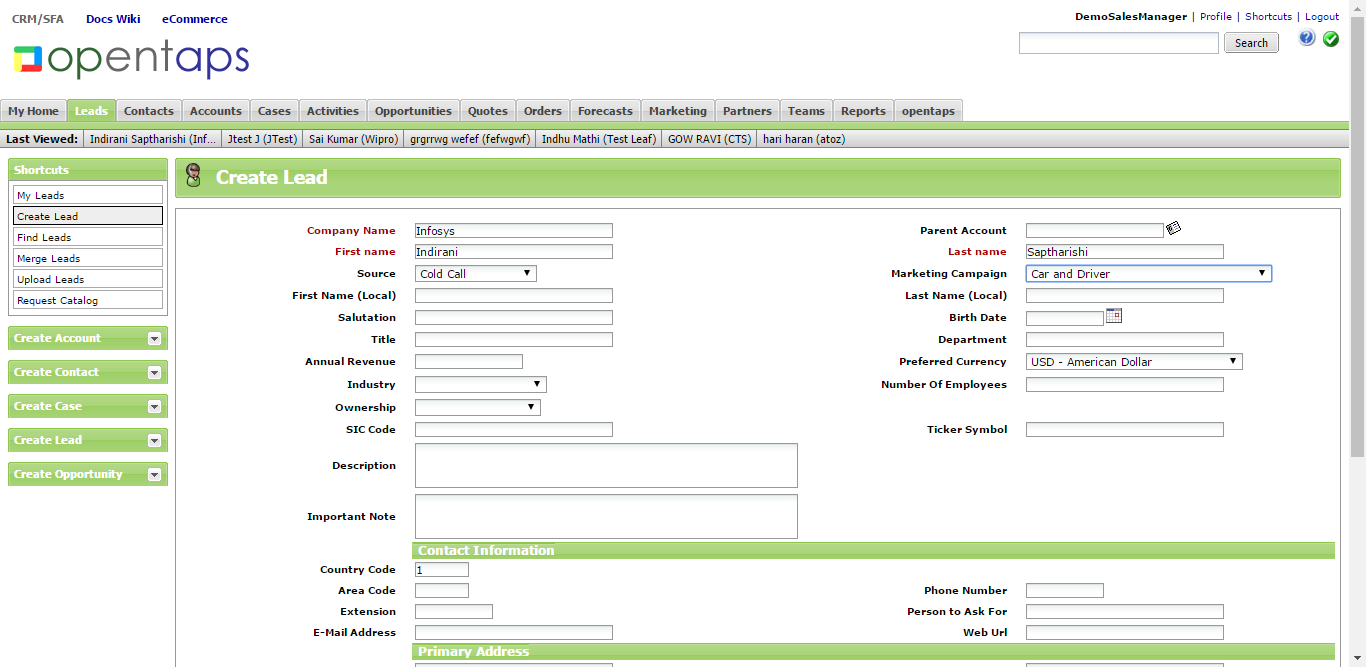 CRM/SFA Docs Wiki eCommerce
DemoSalesManager | Profile | Shortcuts | Logout
opentaps
Search
?
My Home Leads Contacts Accounts Cases Activities Opportunities Quotes Orders Forecasts Marketing Partners Teams Reports opentaps
Last Viewed: Indirani Saptharishi (Inf... Jtest J (JTest) Sai Kumar (Wipro) grgrrwg wefef (fefwgwf) Indhu Mathi (Test Leaf) GOW RAVI (CTS) hari haran (atoz)
Shortcuts
My Leads
Create Lead
Find Leads
Merge Leads
Upload Leads
Request Catalog
Create Account
Create Contact
Create Case
Create Lead
Create Opportunity
Create Lead
Company Name Infosys Parent Account
First name Indirani Last name Saptharishi
Source Cold Call Marketing Campaign Car and Driver
First Name (Local) Last Name (Local)
Salutation Birth Date
Title Department
Annual Revenue Preferred Currency USD - American Dollar
Industry Number Of Employees
Ownership
SIC Code Ticker Symbol
Description
Important Note
Contact Information
Country Code 1
Area Code Phone Number
Extension Person to Ask For
E-Mail Address Web Url
Primary Address